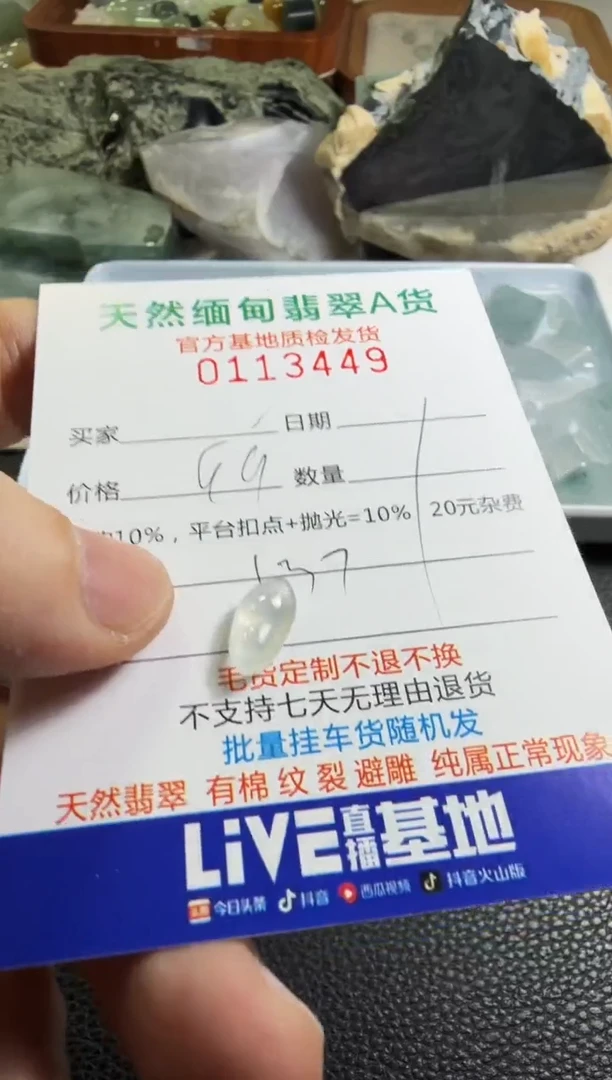 天然缅甸翡翠A货
官方基地质检发货
0113449
买家 日期
价格 99 数量
10%，平台扣点+抛光=10% 20元杂费
137
毛货定制不退不换
不支持七天无理由退货
批量挂车货随机发
天然翡翠 有棉 纹 裂 避雕 纯属正常现象
LiVE直播基地
头条 今日头条 抖音 西瓜视频 抖音火山版